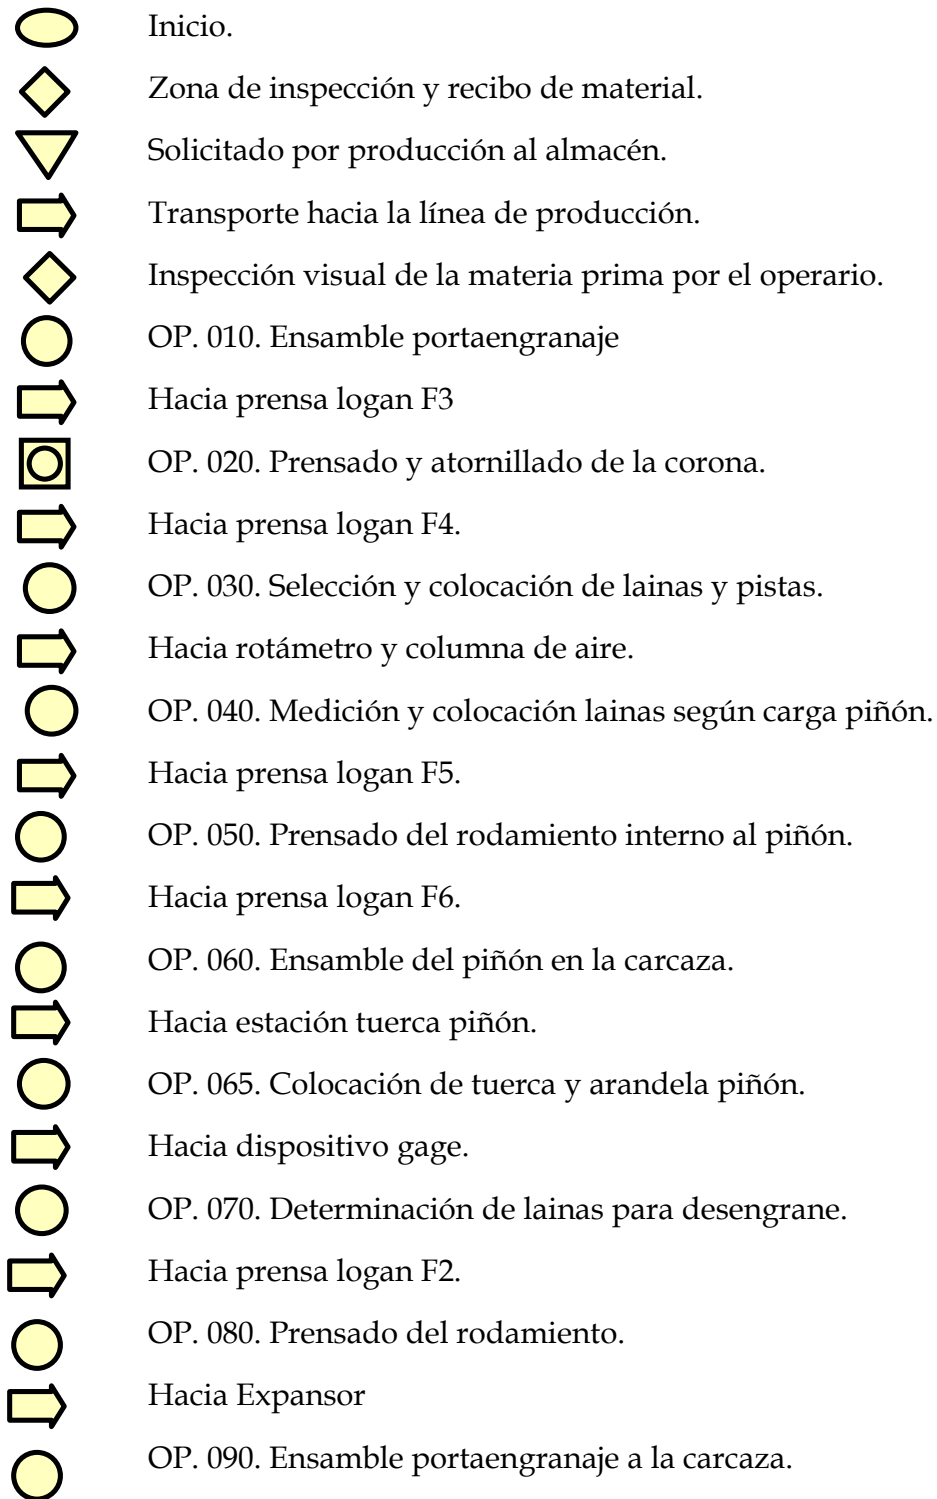 Inicio.
Zona de inspección y recibo de material.
Solicitado por producción al almacén.
Transporte hacia la línea de producción.
Inspección visual de la materia prima por el operario.
OP. 010. Ensamble portaengranaje
Hacia prensa logan F3
OP. 020. Prensado y atornillado de la corona.
Hacia prensa logan F4.
OP. 030. Selección y colocación de lainas y pistas.
Hacia rotámetro y columna de aire.
OP. 040. Medición y colocación lainas según carga piñón.
Hacia prensa logan F5.
OP. 050. Prensado del rodamiento interno al piñón.
Hacia prensa logan F6.
OP. 060. Ensamble del piñón en la carcaza.
Hacia estación tuerca piñón.
OP. 065. Colocación de tuerca y arandela piñón.
Hacia dispositivo gage.
OP. 070. Determinación de lainas para desengrane.
Hacia prensa logan F2.
OP. 080. Prensado del rodamiento.
Hacia Expansor
OP. 090. Ensamble portaengranaje a la carcaza.